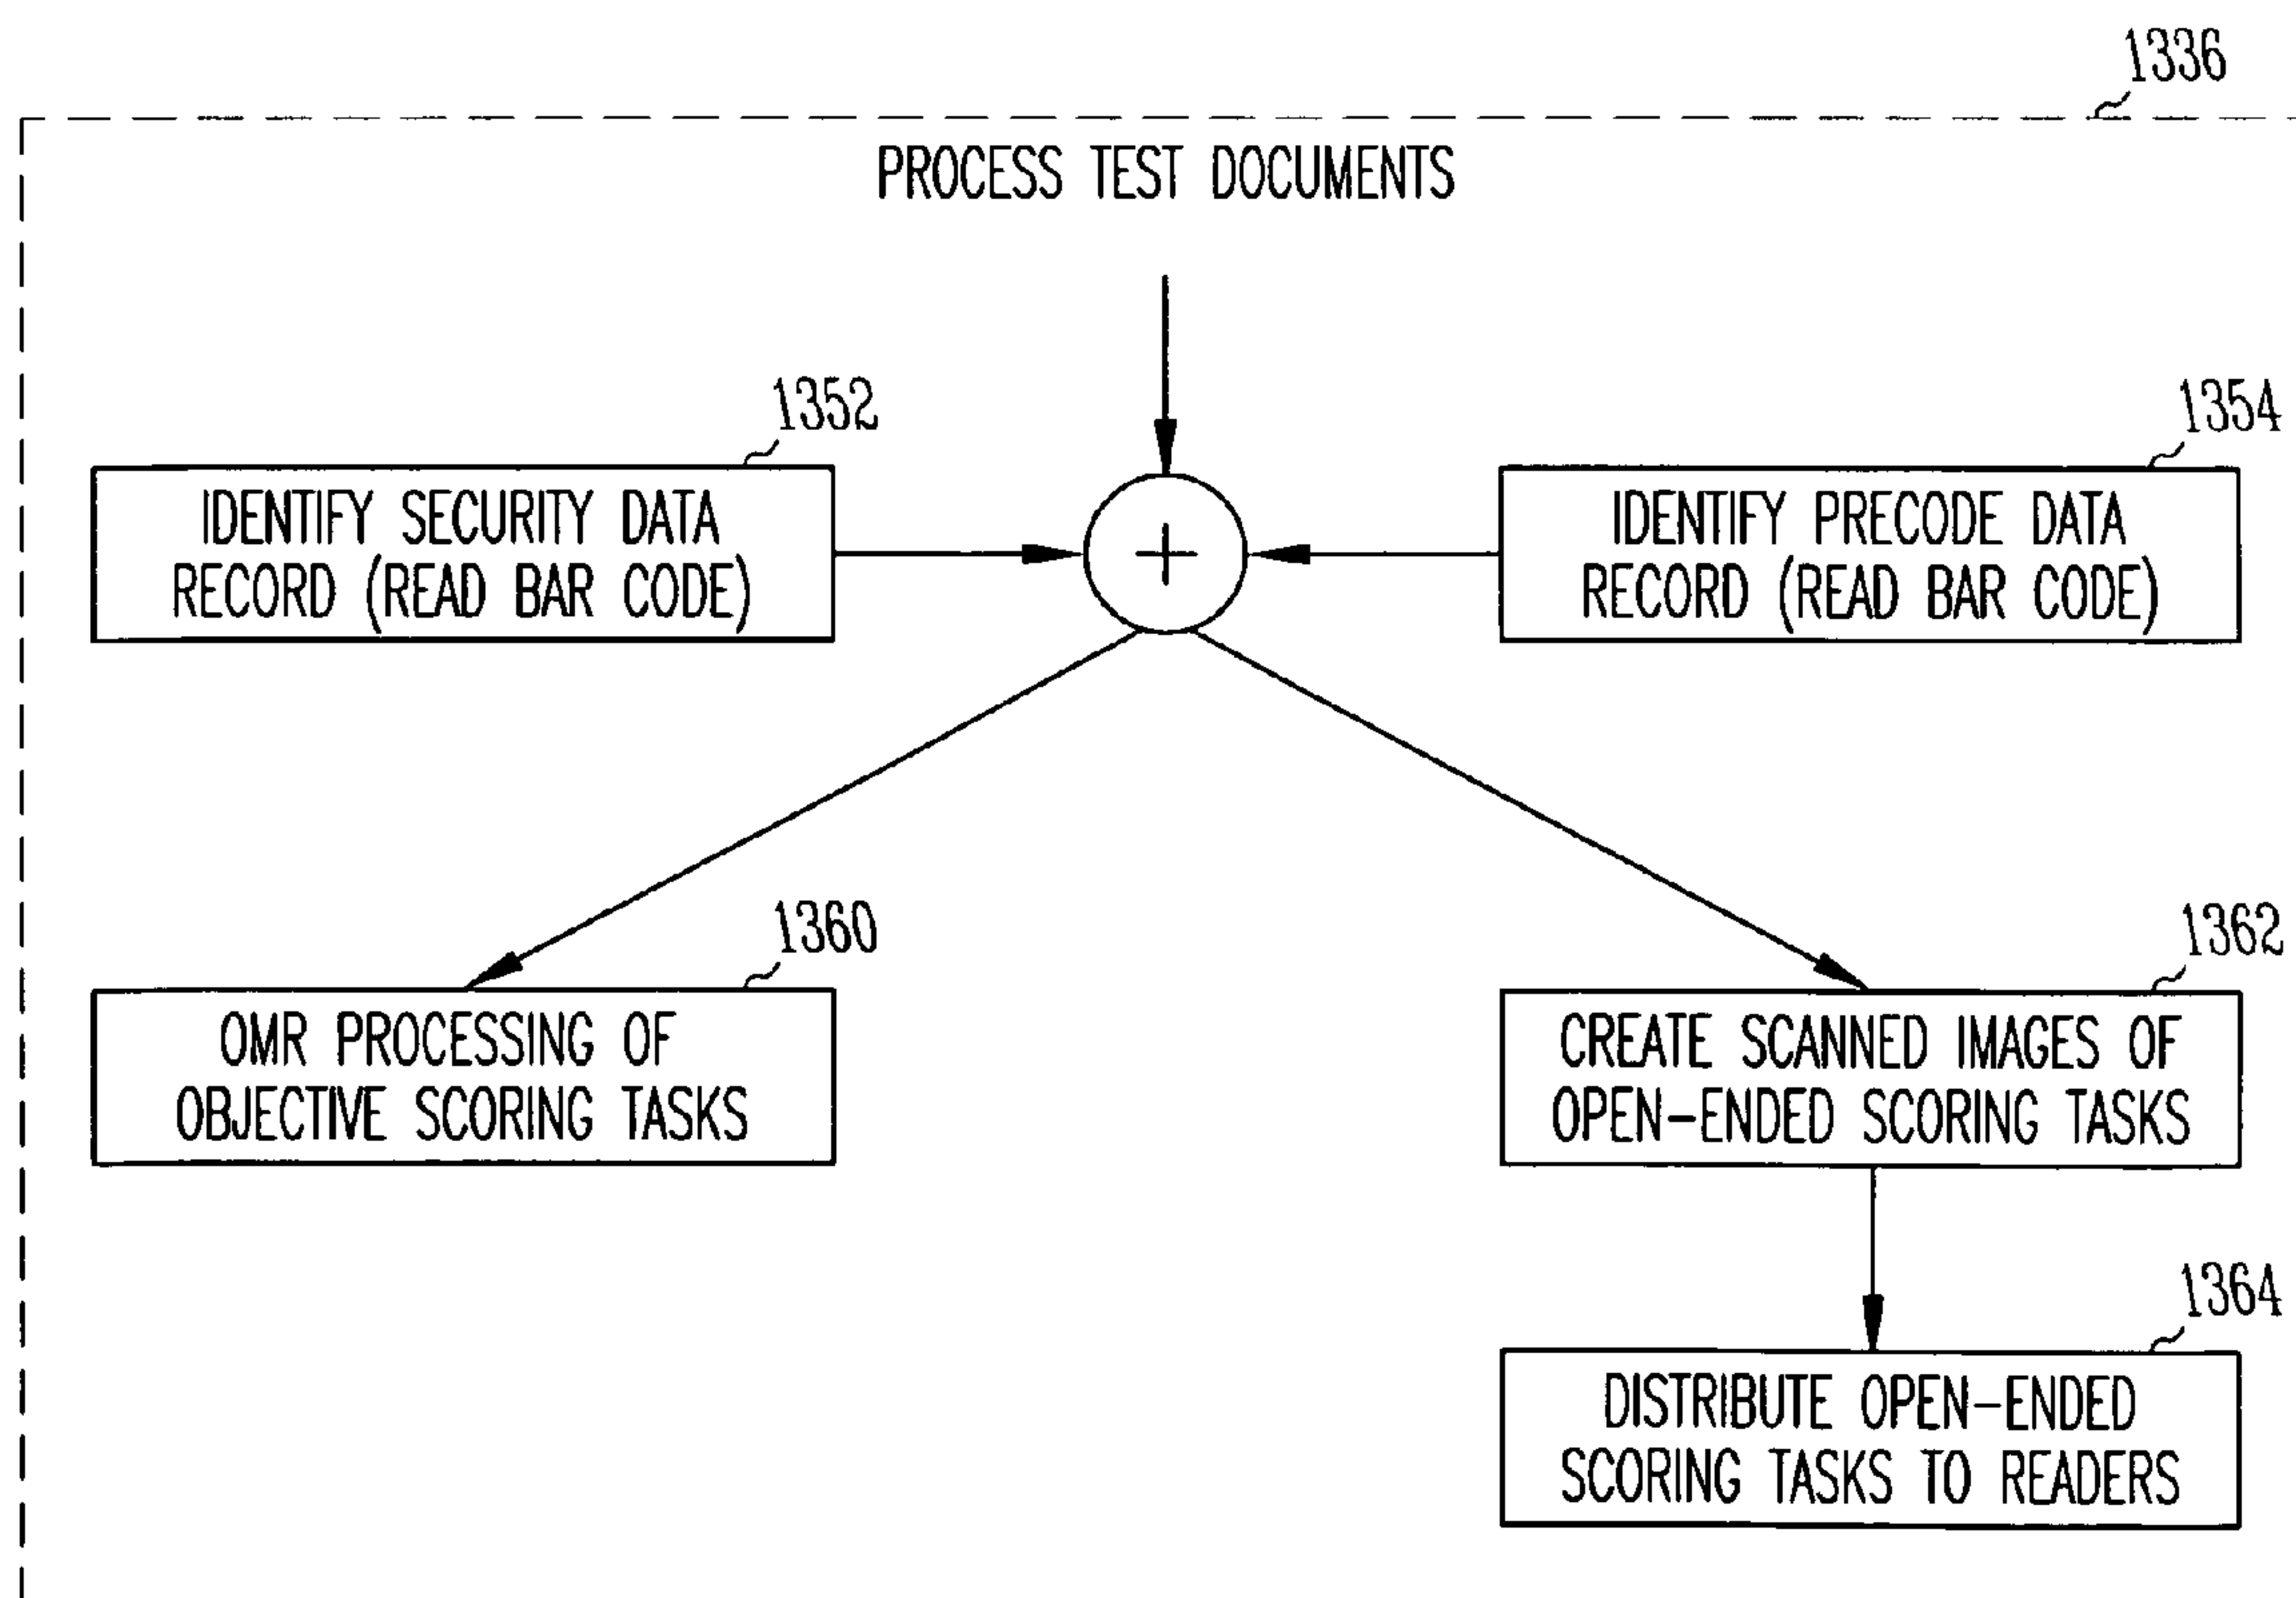 1336
PROCESS TEST DOCUMENTS
1352
IDENTIFY SECURITY DATA
RECORD (READ BAR CODE)
+
1354
IDENTIFY PRECODE DATA
RECORD (READ BAR CODE)
1360
OMR PROCESSING OF
OBJECTIVE SCORING TASKS
1362
CREATE SCANNED IMAGES OF
OPEN-ENDED SCORING TASKS
1364
DISTRIBUTE OPEN-ENDED
SCORING TASKS TO READERS